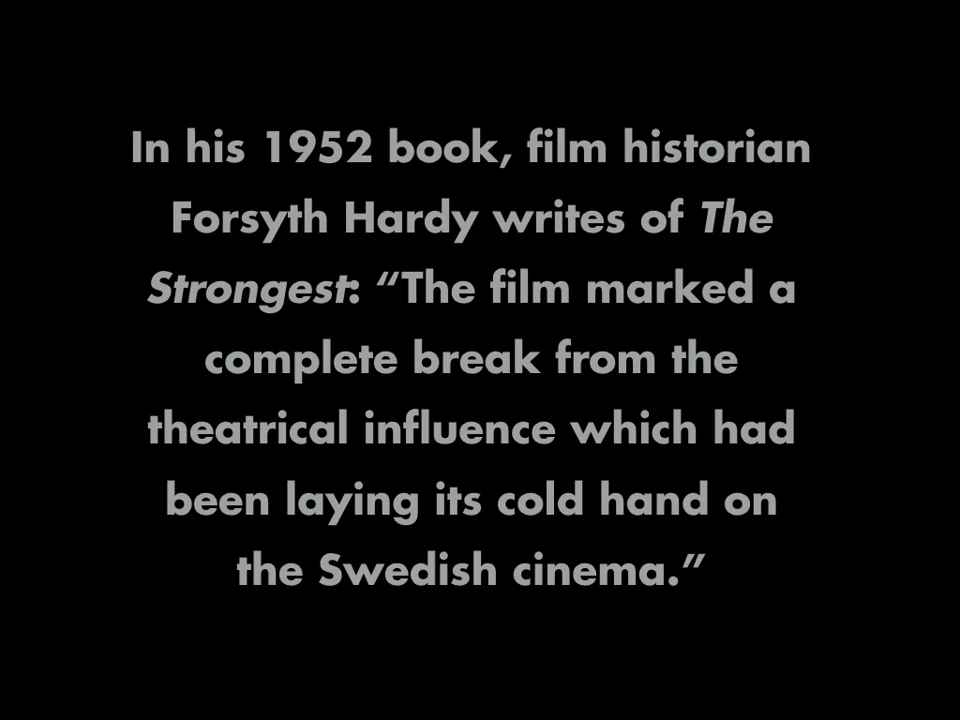 In his 1952 book, film historian
Forsyth Hardy writes of The
Strongest: “The film marked a
complete break from the
theatrical influence which had
been laying its cold hand on
the Swedish cinema.”